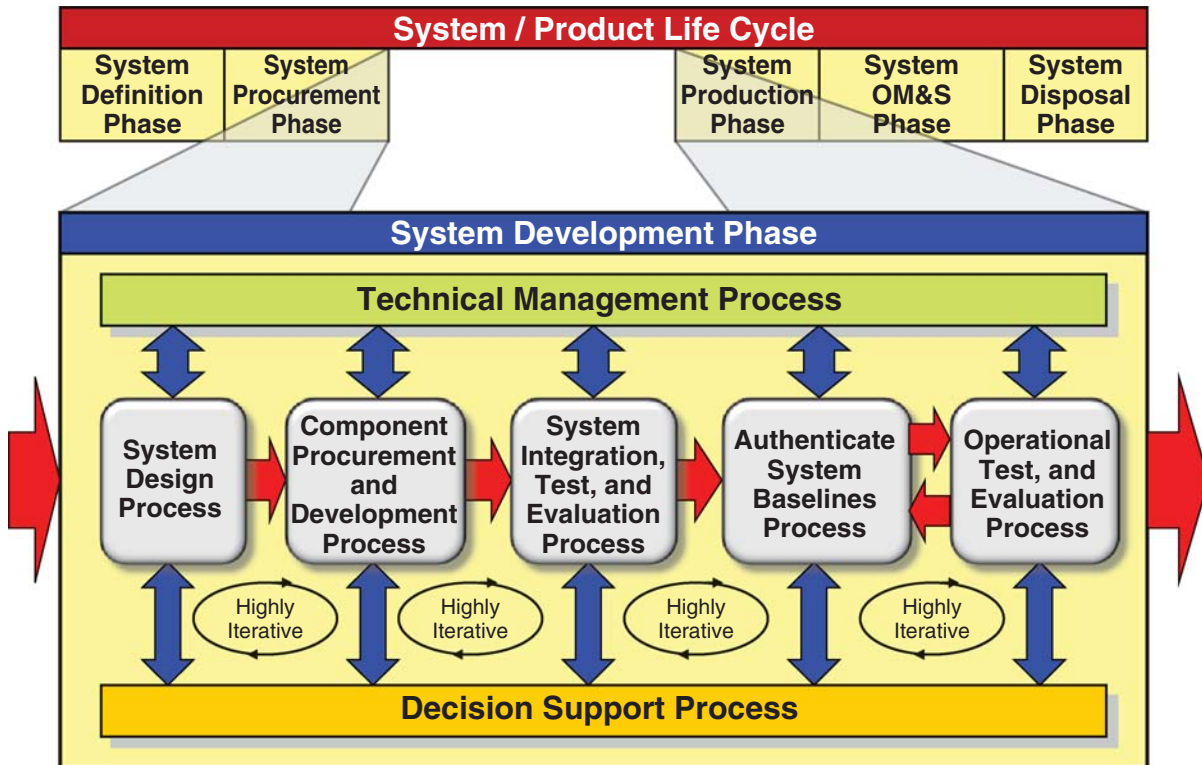 System / Product Life Cycle
System
Definition
Phase
System
Procurement
Phase
System
Production
Phase
System
OM&S
Phase
System
Disposal
Phase
System Development Phase
Technical Management Process
System
Design
Process
Component
Procurement
and
Development
Process
System
Integration,
Test, and
Evaluation
Process
Authenticate
System
Baselines
Process
Operational
Test, and
Evaluation
Process
Highly
Iterative
Highly
Iterative
Highly
Iterative
Highly
Iterative
Decision Support Process